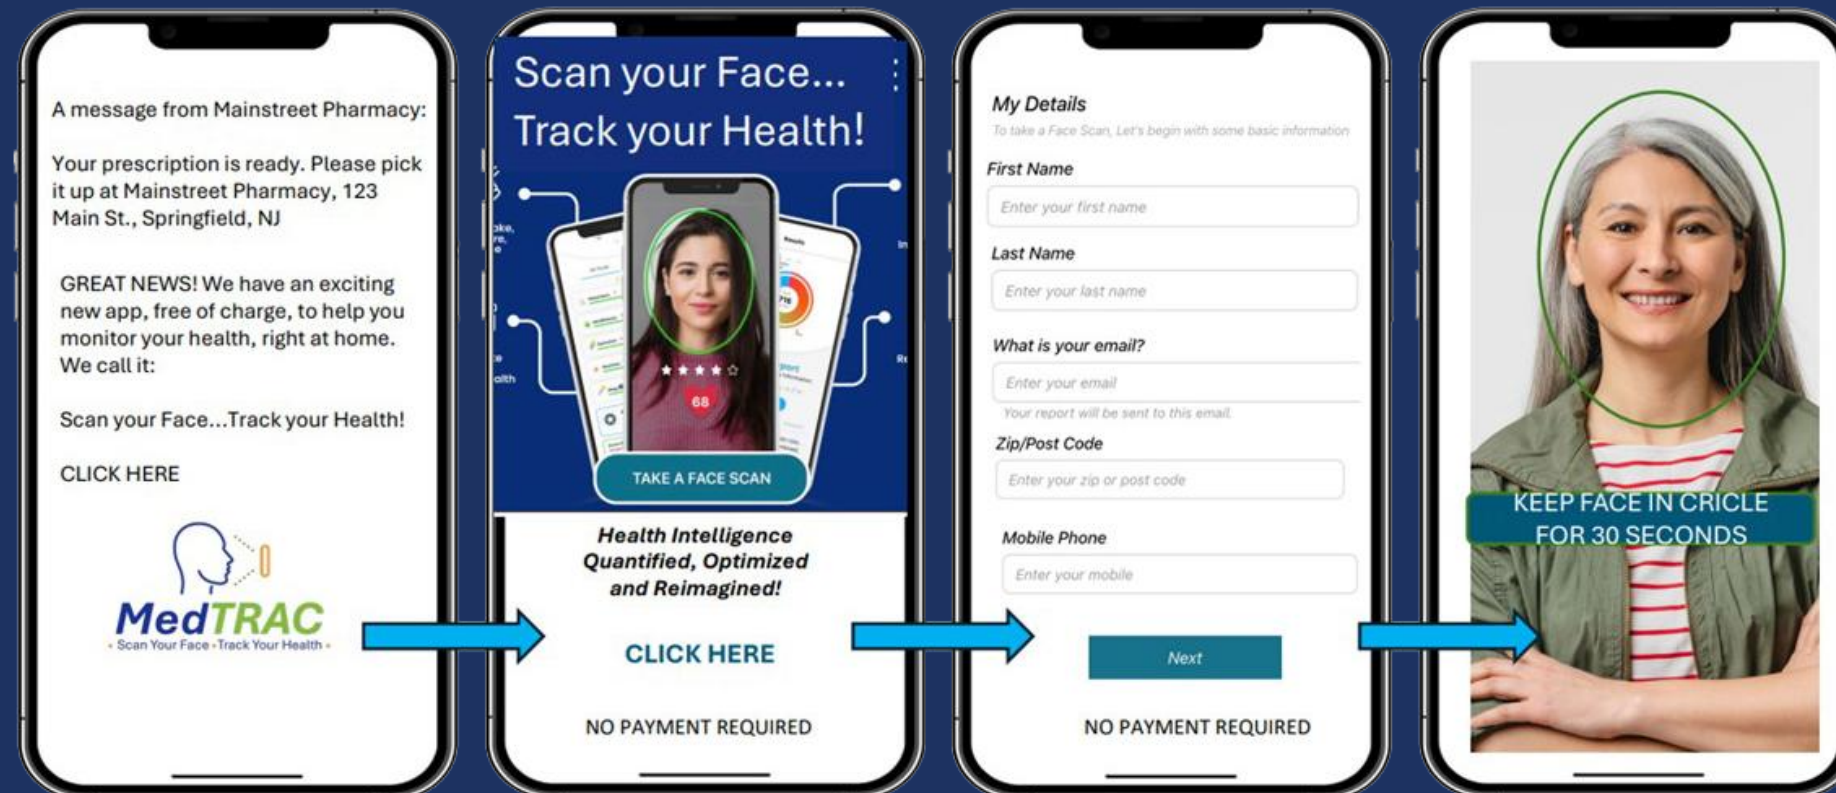 A message from Mainstreet Pharmacy:
Your prescription is ready. Please pick
it up at Mainstreet Pharmacy, 123
Main St., Springfield, NJ
GREAT NEWS! We have an exciting
new app, free of charge, to help you
monitor your health, right at home.
We call it:
Scan your Face...Track your Health!
CLICK HERE
MedTRAC
Scan Your Face • Track Your Health
Scan your Face...
Track your Health!
Results
68
TAKE A FACE SCAN
Health Intelligence
Quantified, Optimized
and Reimagined!
CLICK HERE
NO PAYMENT REQUIRED
My Details
To take a Face Scan, Let's begin with some basic information
First Name
Enter your first name
Last Name
Enter your last name
What is your email?
Enter your email
Your report will be sent to this email.
Zip/Post Code
Enter your zip or post code
Mobile Phone
Enter your mobile
Next
NO PAYMENT REQUIRED
KEEP FACE IN CRICLE
FOR 30 SECONDS